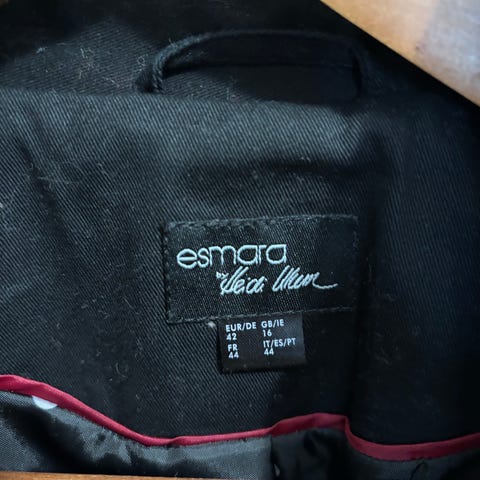 esmara
by Heidi Klum
EUR/DE GB/IE
42 16
FR IT/ES/PT
44 44